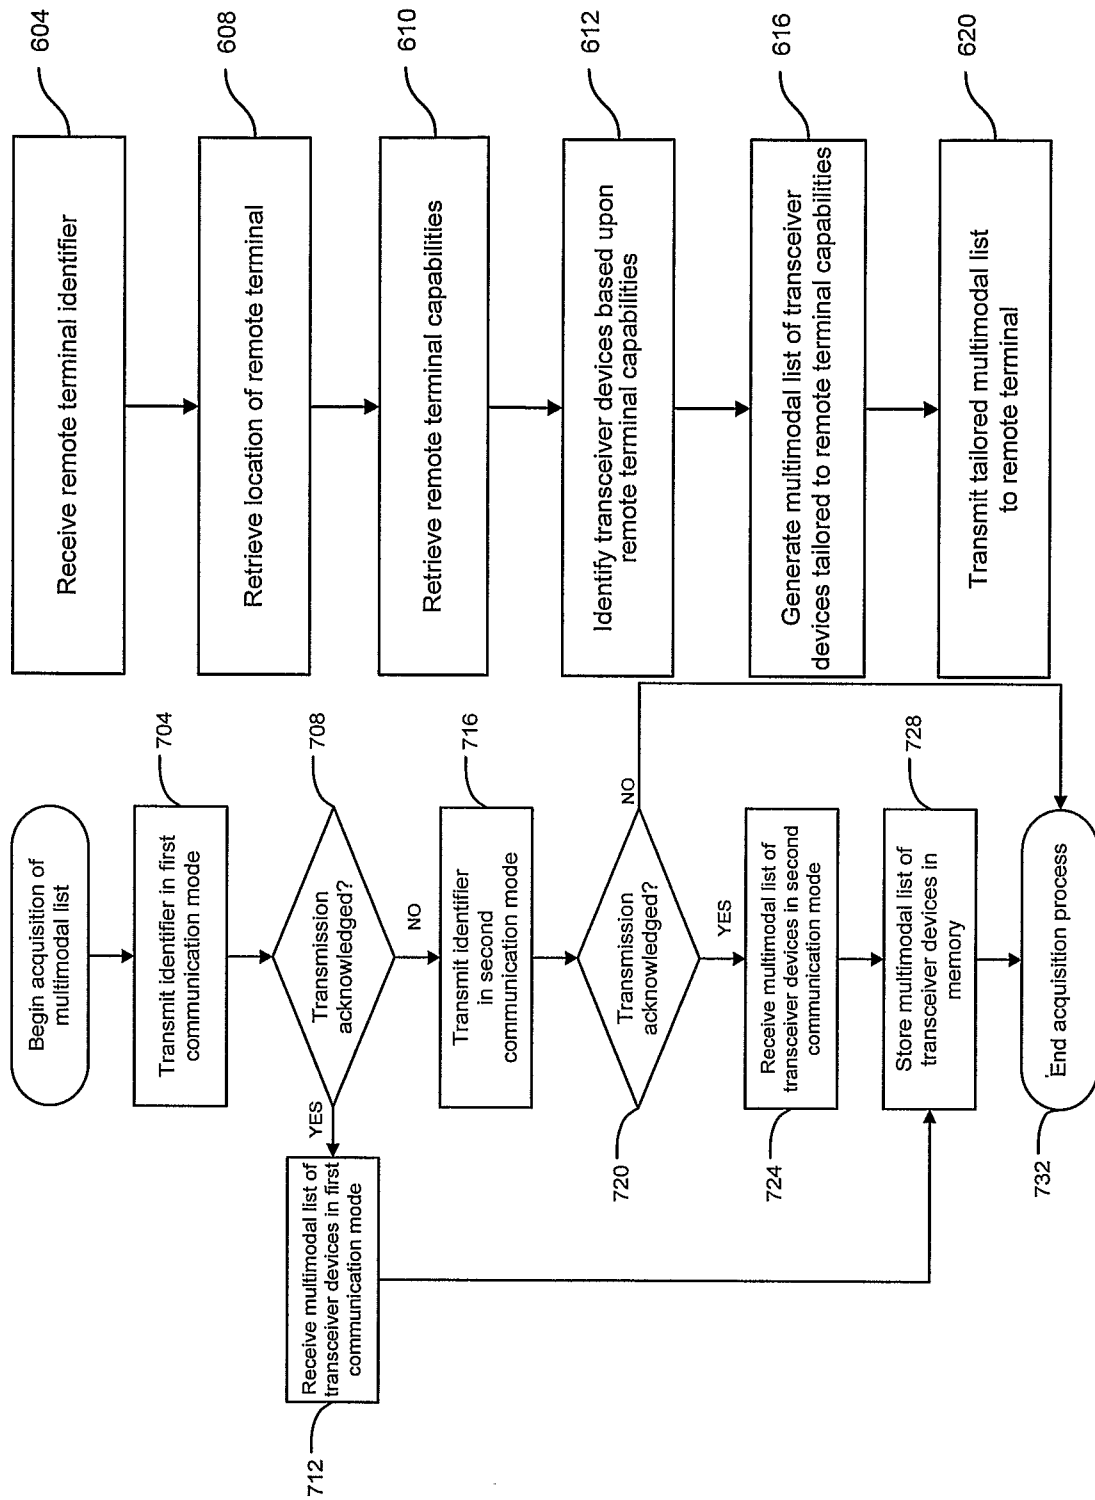 604
Receive remote terminal identifier
608
Retrieve location of remote terminal
610
Retrieve remote terminal capabilities
612
Identify transceiver devices based upon
remote terminal capabilities
616
Generate multimodal list of transceiver
devices tailored to remote terminal capabilities
620
Transmit tailored multimodal list
to remote terminal
Begin acquisition of
multimodal list
704
Transmit identifier in first
communication mode
708
Transmission
acknowledged?
YES
NO
712
Receive multimodal list of
transceiver devices in first
communication mode
716
Transmit identifier
in second
communication mode
720
Transmission
acknowledged?
NO
YES
724
Receive multimodal list of
transceiver devices in second
communication mode
728
Store multimodal list of
transceiver devices in
memory
732
End acquisition process